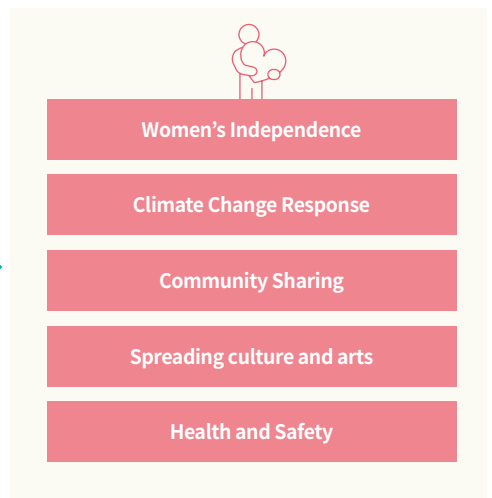 Women’s Independence
Climate Change Response
Community Sharing
Spreading culture and arts
Health and Safety